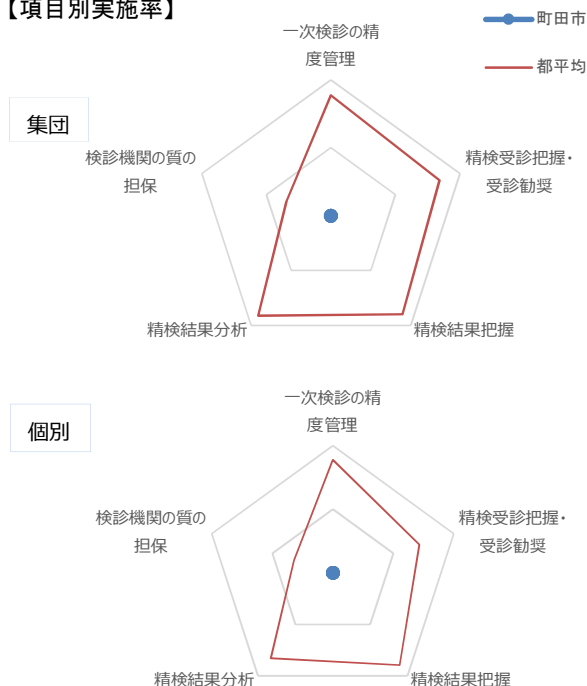 【項目別実施率】
町田市
都平均
集団
一次検診の精
度管理
精検受診把握・
受診勧奨
精検結果把握
精検結果分析
検診機関の質の
担保
個別
一次検診の精
度管理
精検受診把握・
受診勧奨
精検結果把握
精検結果分析
検診機関の質の
担保